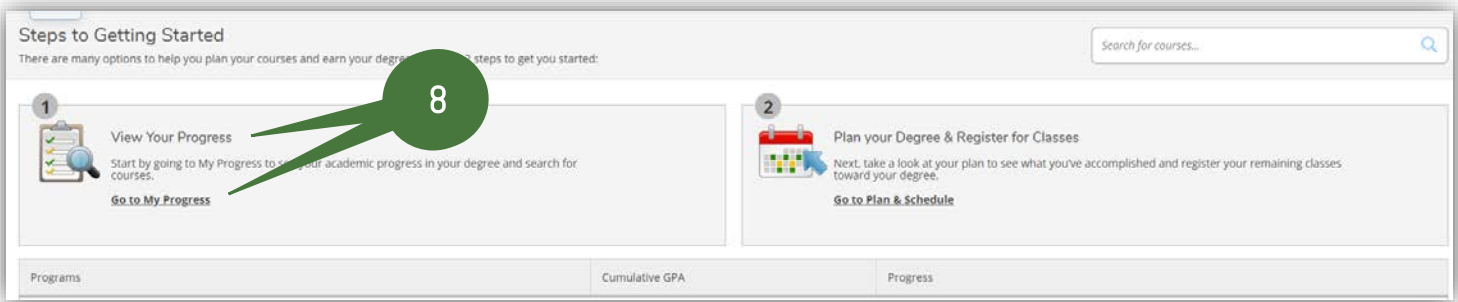 Steps to Getting Started
There are many options to help you plan your courses and earn your degree steps to get you started:
Search for courses...
8
1
View Your Progress
Start by going to My Progress to your academic progress in your degree and search for
courses.
Go to My Progress
2
Plan your Degree & Register for Classes
Next, take a look at your plan to see what you've accomplished and register your remaining classes
toward your degree.
Go to Plan & Schedule
Programs Cumulative GPA Progress